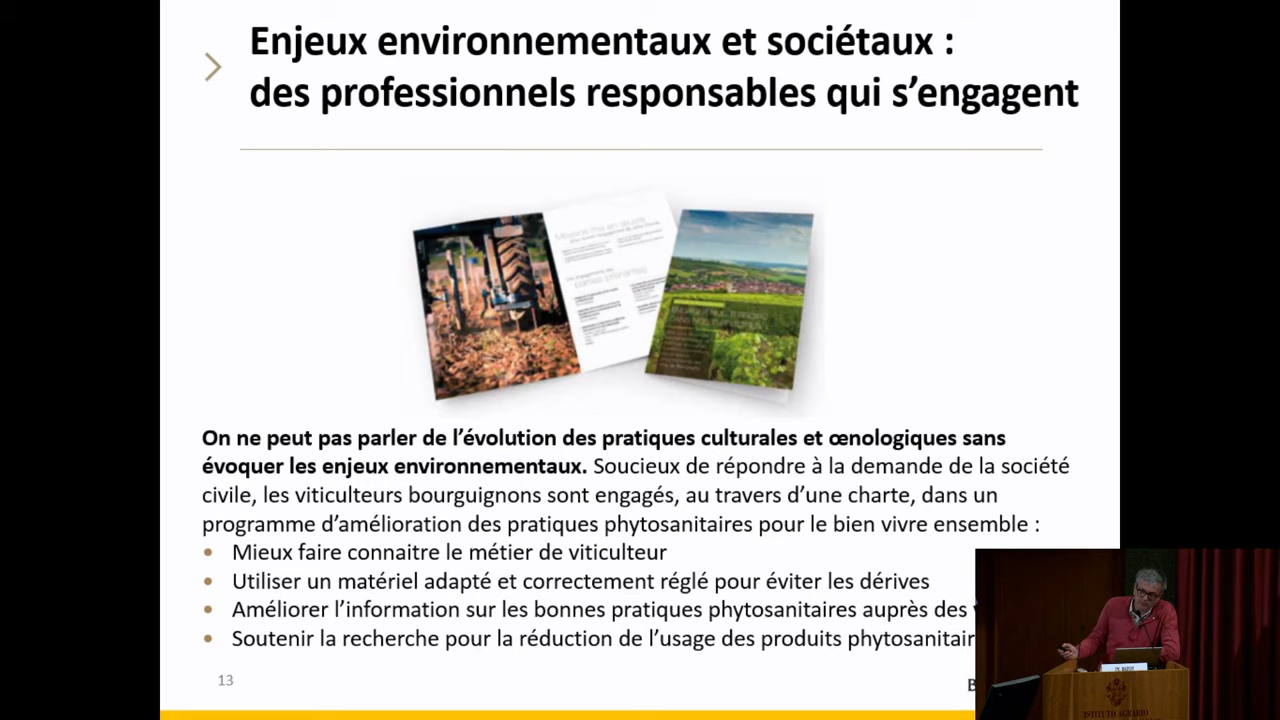 Enjeux environnementaux et sociétaux :
des professionnels responsables qui s’engagent
On ne peut pas parler de l’évolution des pratiques culturales et œnologiques sans
évoquer les enjeux environnementaux. Soucieux de répondre à la demande de la société
civile, les viticulteurs bourguignons sont engagés, au travers d’une charte, dans un
programme d’amélioration des pratiques phytosanitaires pour le bien vivre ensemble :
• Mieux faire connaitre le métier de viticulteur
• Utiliser un matériel adapté et correctement réglé pour éviter les dérives
• Améliorer l’information sur les bonnes pratiques phytosanitaires auprès des
• Soutenir la recherche pour la réduction de l’usage des produits phytosanitair
13
B
ISTITUTO AGRARIO